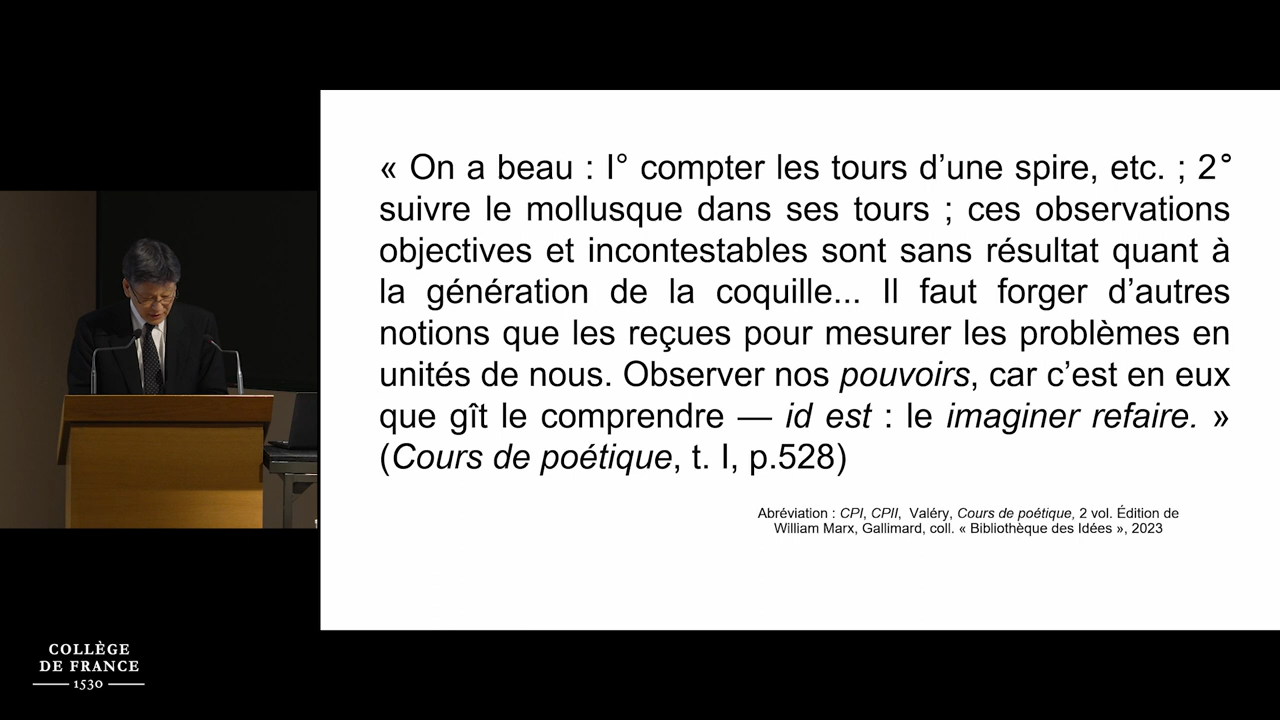 « On a beau : I° compter les tours d’une spire, etc. ; 2°
suivre le mollusque dans ses tours ; ces observations
objectives et incontestables sont sans résultat quant à
la génération de la coquille... Il faut forger d’autres
notions que les reçues pour mesurer les problèmes en
unités de nous. Observer nos pouvoirs, car c’est en eux
que gît le comprendre — id est : le imaginer refaire. »
(Cours de poétique, t. I, p.528)
Abréviation : CPI, CPII, Valéry, Cours de poétique, 2 vol. Édition de
William Marx, Gallimard, coll. « Bibliothèque des Idées », 2023
COLLÈGE
DE FRANCE
1530